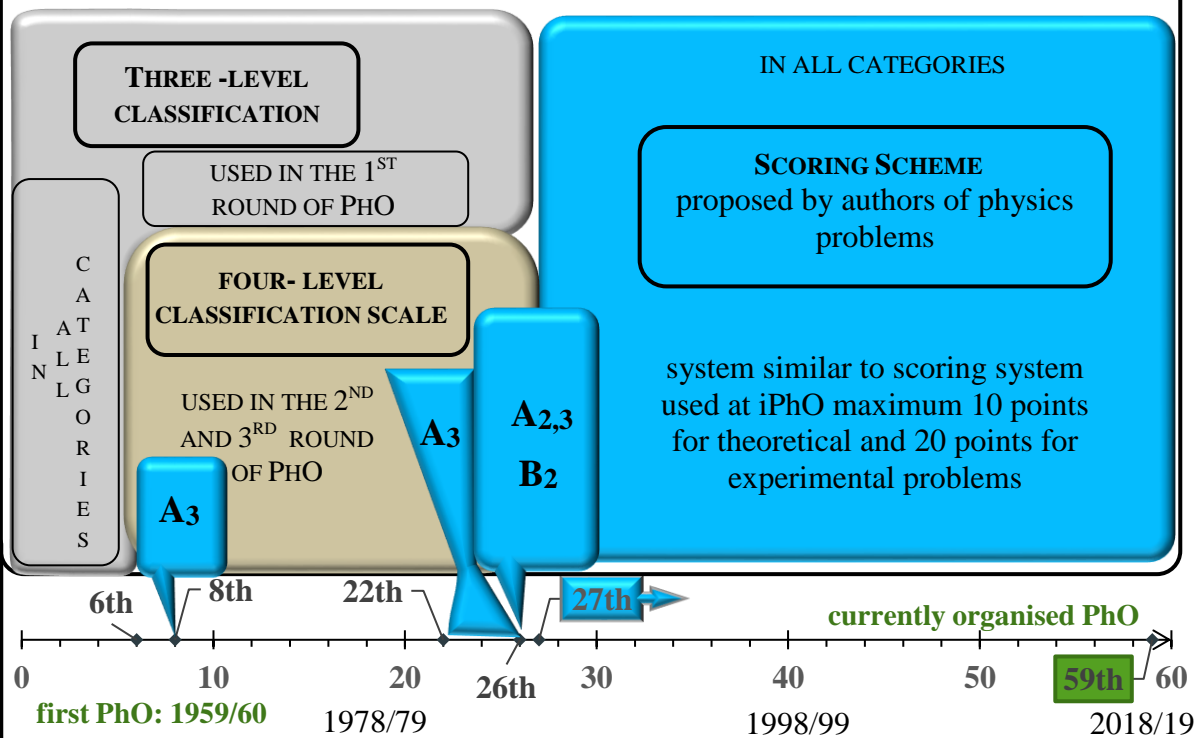 THREE -LEVEL
CLASSIFICATION
USED IN THE 1ST
ROUND OF PHO
IN
ALL
CATEGORIES
FOUR- LEVEL
CLASSIFICATION SCALE
USED IN THE 2ND
AND 3RD ROUND
OF PHO
A3
A3
A2,3
B2
IN ALL CATEGORIES
SCORING SCHEME
proposed by authors of physics
problems
system similar to scoring system
used at iPhO maximum 10 points
for theoretical and 20 points for
experimental problems
6th
8th
22th
26th
27th
currently organised PhO
59th
0 10 20 30 40 50 60
first PhO: 1959/60
1978/79
1998/99
2018/19